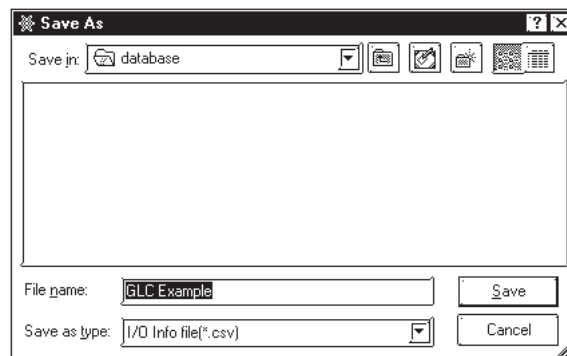 Save As
Save in: database
File name: GLC Example Save
Save as type: I/O Info file(*.csv) Cancel